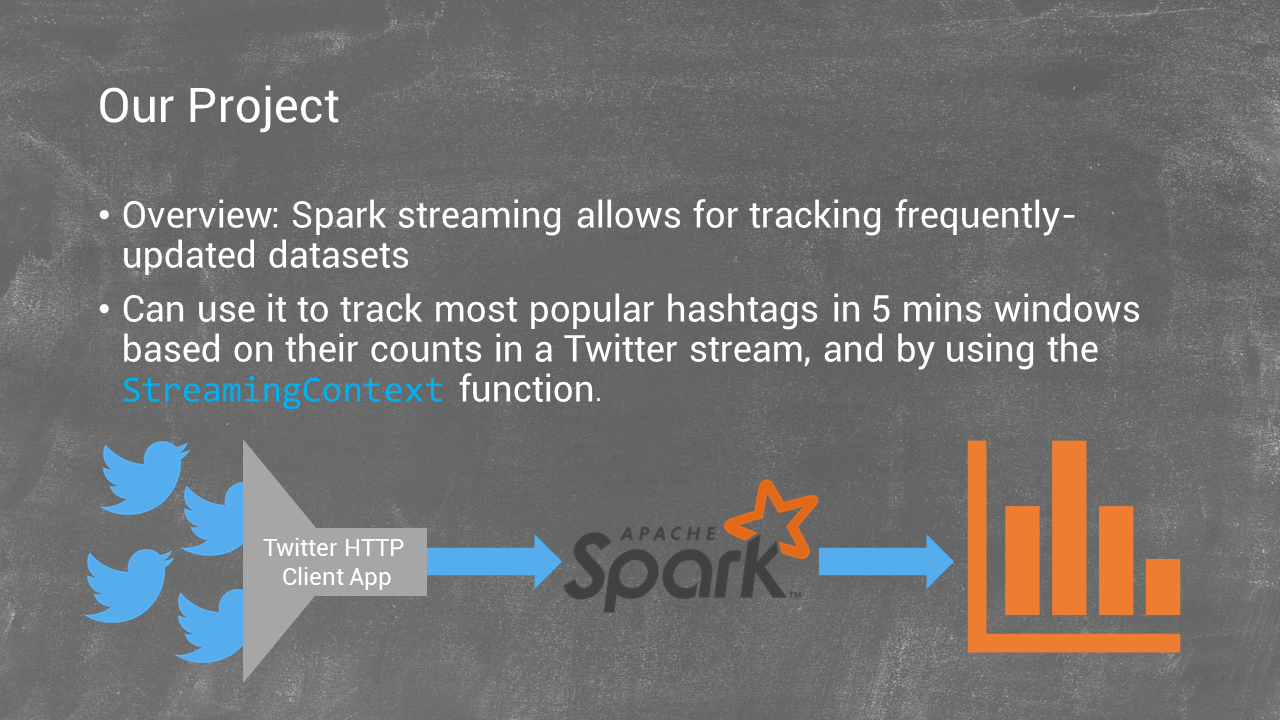 Our Project
• Overview: Spark streaming allows for tracking frequently-
updated datasets
• Can use it to track most popular hashtags in 5 mins windows
based on their counts in a Twitter stream, and by using the
StreamingContext function.
Twitter HTTP
Client App
APACHE
Spark™